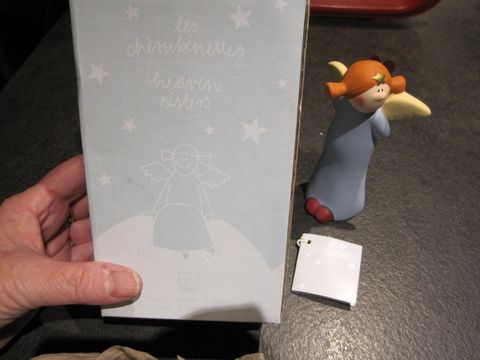 les
chérubinettes
heaven
sisters